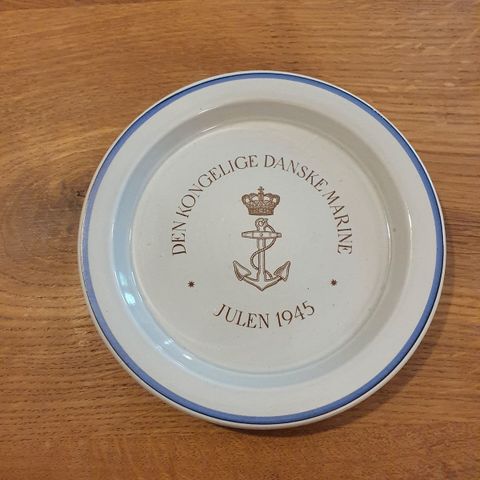 DEN KONGELIGE DANSKE MARINE
JULEN 1945